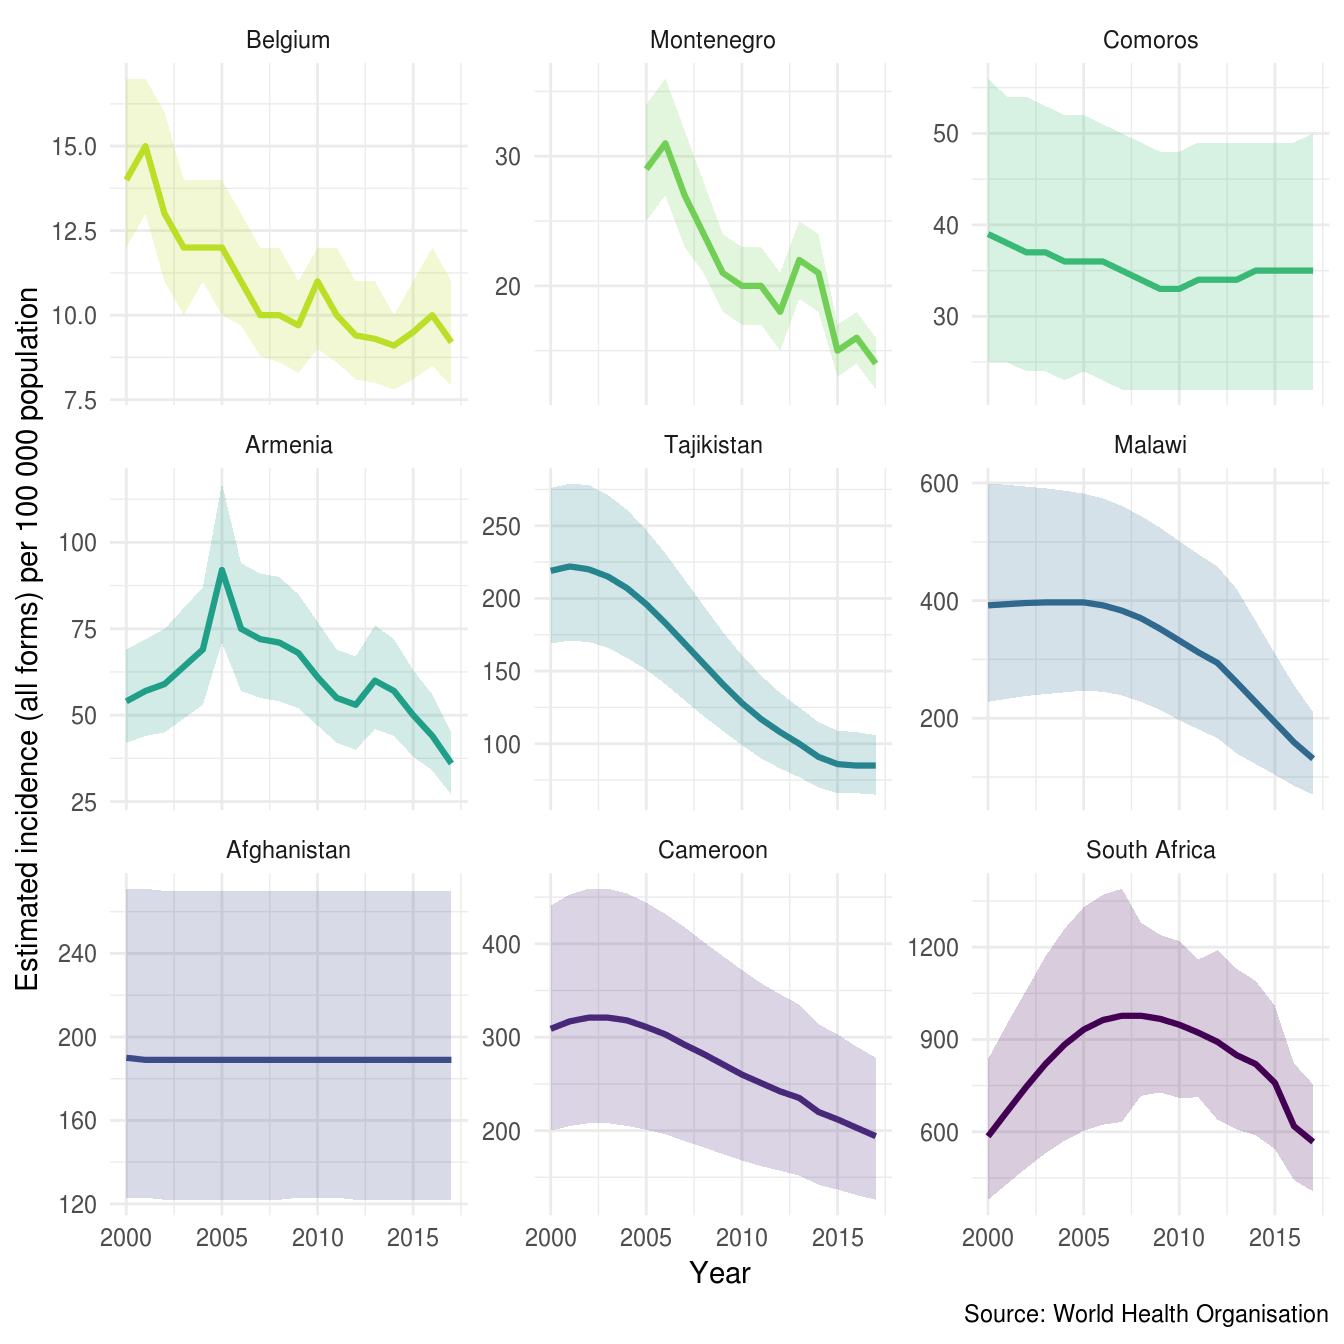 Belgium
Montenegro
Comoros
15.0
12.5
10.0
7.5
30
20
50
40
30
Armenia
Tajikistan
Malawi
100
75
50
25
250
200
150
100
600
400
200
Afghanistan
Cameroon
South Africa
240
200
160
120
400
300
200
1200
900
600
2000 2005 2010 2015
2000 2005 2010 2015
2000 2005 2010 2015
Estimated incidence (all forms) per 100 000 population
Year
Source: World Health Organisation